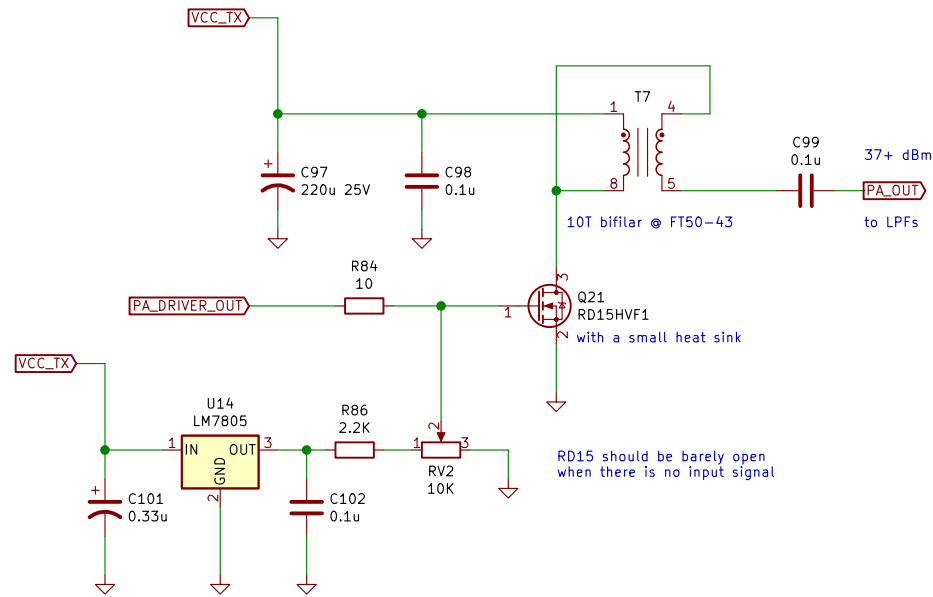 VCC_TX
T7
1
4
8
5
C97
220u 25V
+
C98
0.1u
C99
0.1u
37+ dBm
PA_OUT
to LPFs
10T bifilar @ FT50-43
R84
10
PA_DRIVER_OUT
1
3
2
Q21
RD15HVF1
with a small heat sink
VCC_TX
U14
LM7805
1
IN
OUT
3
GND
2
R86
2.2K
2
1
3
RV2
10K
RD15 should be barely open
when there is no input signal
+
C101
0.33u
C102
0.1u